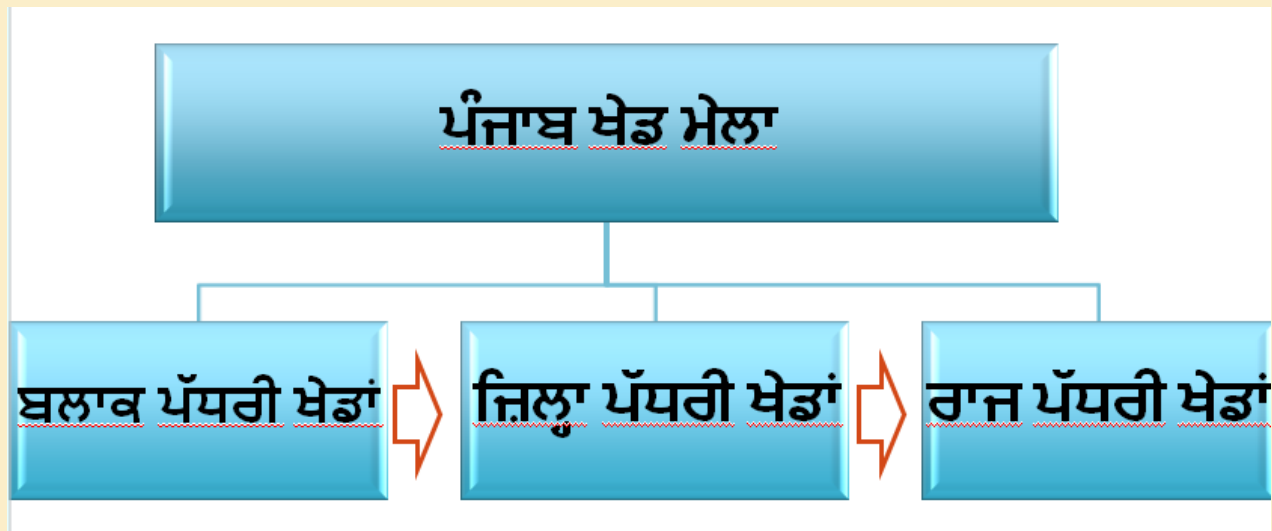 ਪੰਜਾਬ ਖੇਡ ਮੇਲਾ
ਬਲਾਕ ਪੱਧਰੀ ਖੇਡਾਂ
ਜ਼ਿਲ੍ਹਾ ਪੱਧਰੀ ਖੇਡਾਂ
ਰਾਜ ਪੱਧਰੀ ਖੇਡਾਂ